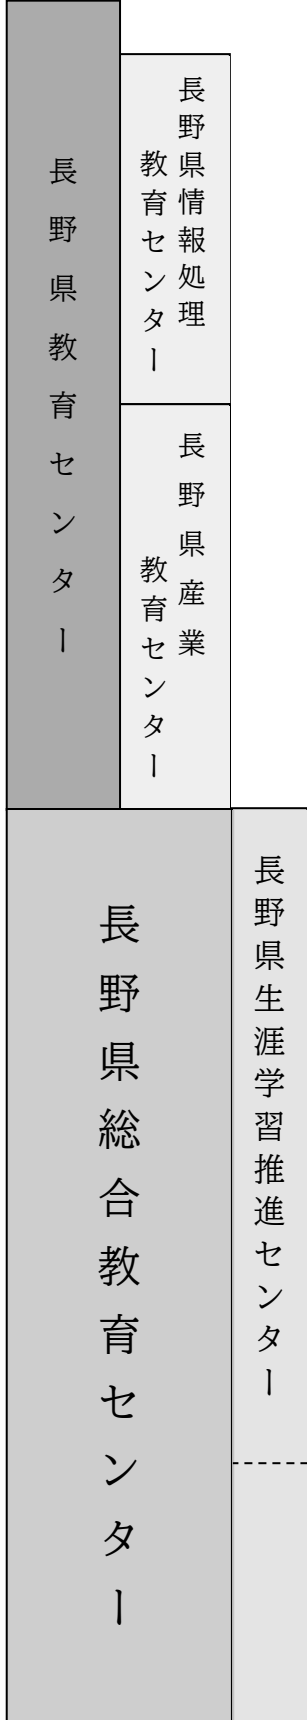 長野県教育センター
長野県情報処理
教育センター
長野県産業
教育センター
長野県総合教育センター
長野県生涯学習推進センター